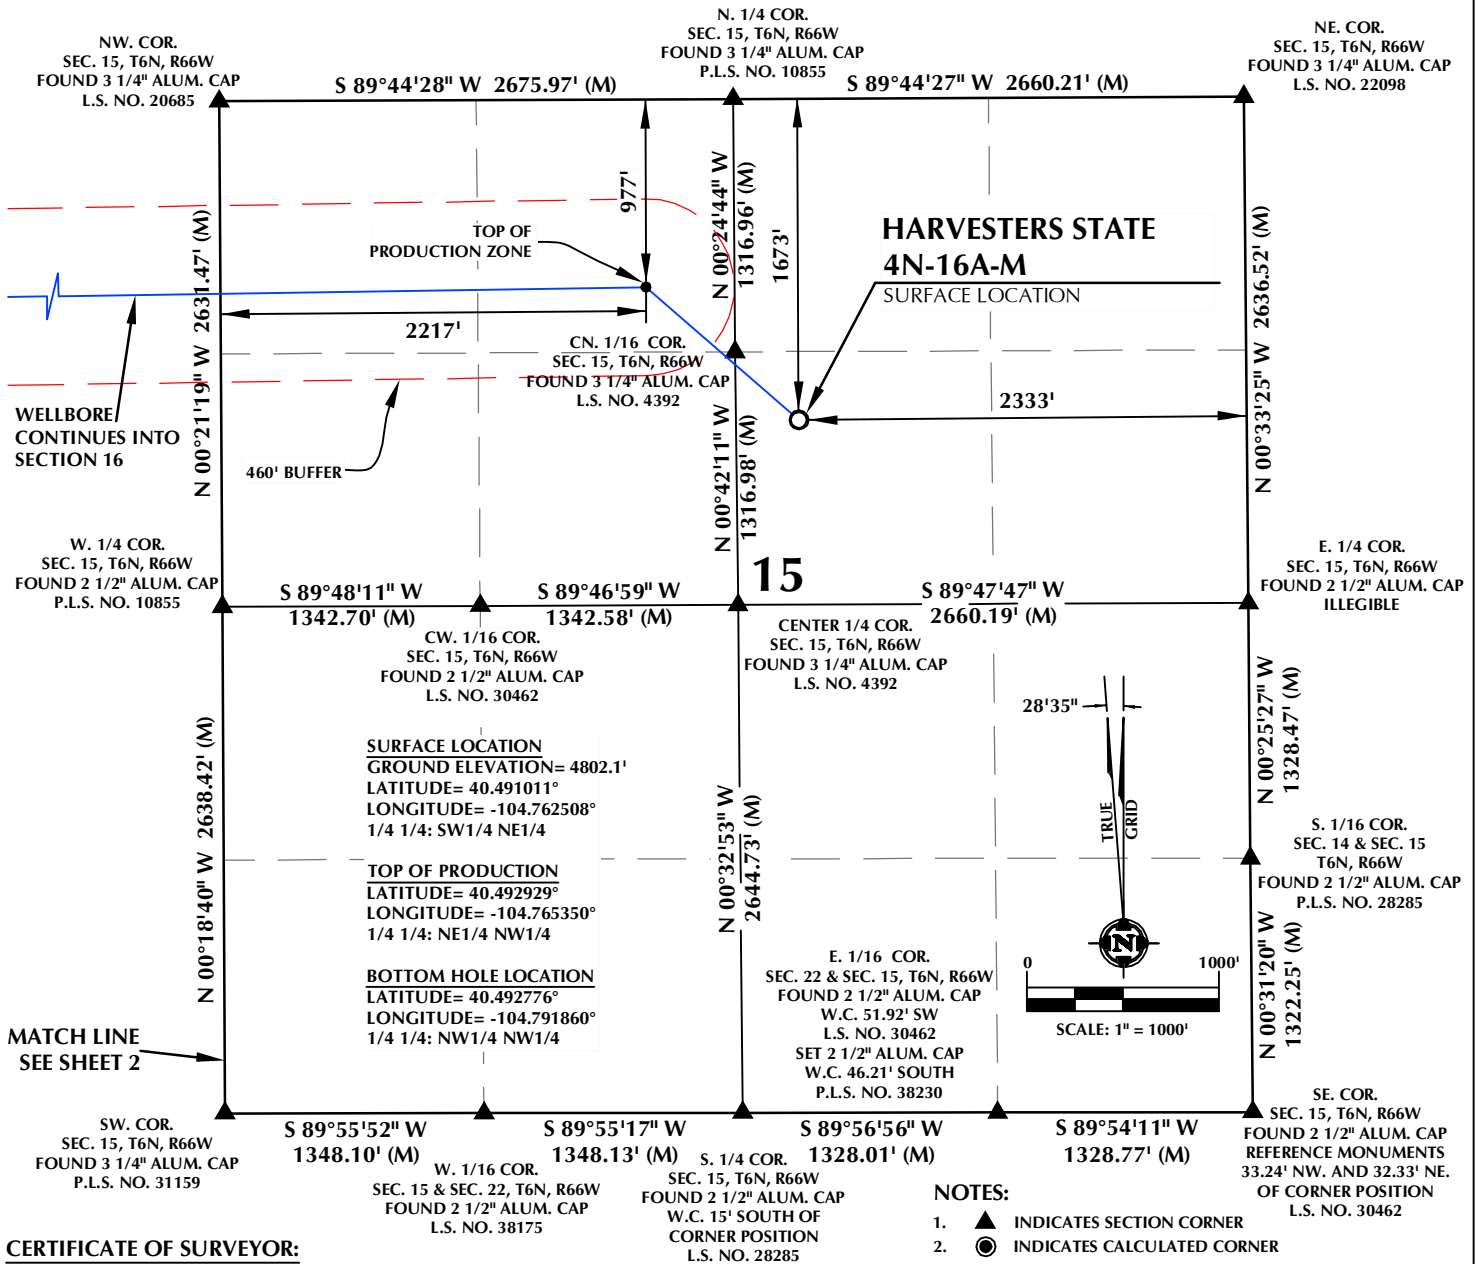 N. 1/4 COR.
SEC. 15, T6N, R66W
FOUND 3 1/4" ALUM. CAP
P.L.S. NO. 10855
NW. COR.
SEC. 15, T6N, R66W
FOUND 3 1/4" ALUM. CAP
L.S. NO. 20685
NE. COR.
SEC. 15, T6N, R66W
FOUND 3 1/4" ALUM. CAP
L.S. NO. 22098
S 89°44'28" W 2675.97' (M)
S 89°44'27" W 2660.21' (M)
977'
N 00°24'44" W
1316.96' (M)
1673'
N 00°21'19" W 2631.47' (M)
N 00°33'25" W 2636.52' (M)
TOP OF
PRODUCTION ZONE
HARVESTERS STATE
4N-16A-M
SURFACE LOCATION
2217'
CN. 1/16 COR.
SEC. 15, T6N, R66W
FOUND 3 1/4" ALUM. CAP
L.S. NO. 4392
2333'
WELLBORE
CONTINUES INTO
SECTION 16
460' BUFFER
N 00°42'11" W
1316.98' (M)
W. 1/4 COR.
SEC. 15, T6N, R66W
FOUND 2 1/2" ALUM. CAP
P.L.S. NO. 10855
15
E. 1/4 COR.
SEC. 15, T6N, R66W
FOUND 2 1/2" ALUM. CAP
ILLEGIBLE
S 89°48'11" W
1342.70' (M)
S 89°46'59" W
1342.58' (M)
S 89°47'47" W
2660.19' (M)
CW. 1/16 COR.
SEC. 15, T6N, R66W
FOUND 2 1/2" ALUM. CAP
L.S. NO. 30462
CENTER 1/4 COR.
SEC. 15, T6N, R66W
FOUND 3 1/4" ALUM. CAP
L.S. NO. 4392
28'35"
TRUE
GRID
N
N 00°25'27" W
1328.47' (M)
N 00°18'40" W 2638.42' (M)
SURFACE LOCATION
GROUND ELEVATION= 4802.1'
LATITUDE= 40.491011°
LONGITUDE= -104.762508°
1/4 1/4: SW1/4 NE1/4
TOP OF PRODUCTION
LATITUDE= 40.492929°
LONGITUDE= -104.765350°
1/4 1/4: NE1/4 NW1/4
BOTTOM HOLE LOCATION
LATITUDE= 40.492776°
LONGITUDE= -104.791860°
1/4 1/4: NW1/4 NW1/4
N 00°32'53" W
2644.73' (M)
S. 1/16 COR.
SEC. 14 & SEC. 15
T6N, R66W
FOUND 2 1/2" ALUM. CAP
P.L.S. NO. 28285
E. 1/16 COR.
SEC. 22 & SEC. 15, T6N, R66W
FOUND 2 1/2" ALUM. CAP
W.C. 51.92' SW
L.S. NO. 30462
SET 2 1/2" ALUM. CAP
W.C. 46.21' SOUTH
P.L.S. NO. 38230
0 1000'
SCALE: 1" = 1000'
N 00°31'20" W
1322.25' (M)
MATCH LINE
SEE SHEET 2
SW. COR.
SEC. 15, T6N, R66W
FOUND 3 1/4" ALUM. CAP
P.L.S. NO. 31159
S 89°55'52" W
1348.10' (M)
S 89°55'17" W
1348.13' (M)
S 89°56'56" W
1328.01' (M)
S 89°54'11" W
1328.77' (M)
SE. COR.
SEC. 15, T6N, R66W
FOUND 2 1/2" ALUM. CAP
REFERENCE MONUMENTS
33.24' NW. AND 32.33' NE.
OF CORNER POSITION
L.S. NO. 30462
W. 1/16 COR.
SEC. 15 & SEC. 22, T6N, R66W
FOUND 2 1/2" ALUM. CAP
L.S. NO. 38175
S. 1/4 COR.
SEC. 15, T6N, R66W
FOUND 2 1/2" ALUM. CAP
W.C. 15' SOUTH OF
CORNER POSITION
L.S. NO. 28285
NOTES:
1. INDICATES SECTION CORNER
2. INDICATES CALCULATED CORNER
CERTIFICATE OF SURVEYOR: